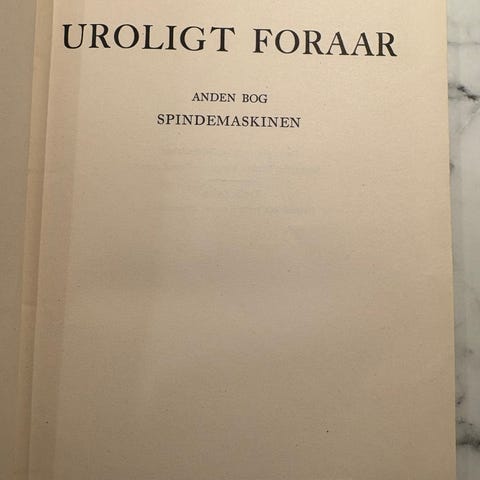 UROLIGT FORAAR
ANDEN BOG
SPINDEMASKINEN